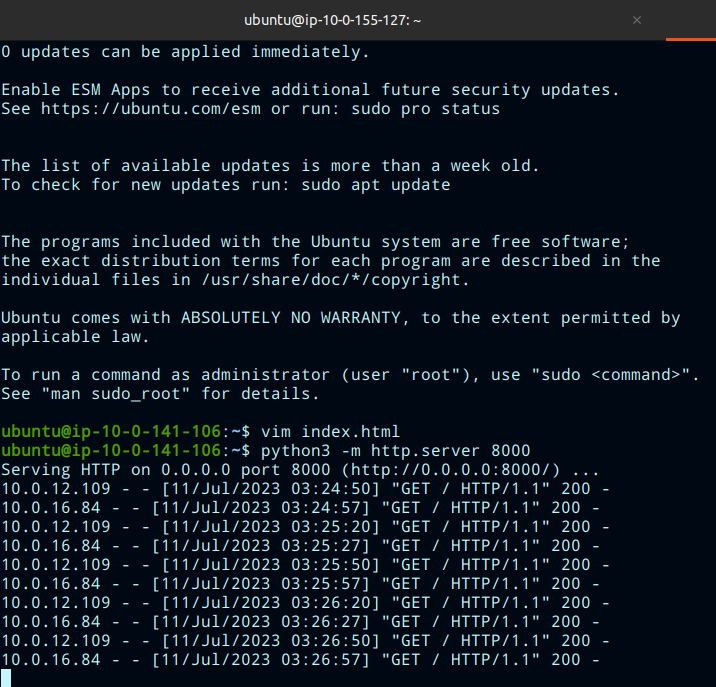 ubuntu@ip-10-0-155-127: ~
0 updates can be applied immediately.
Enable ESM Apps to receive additional future security updates.
See https://ubuntu.com/esm or run: sudo pro status
The list of available updates is more than a week old.
To check for new updates run: sudo apt update
The programs included with the Ubuntu system are free software;
the exact distribution terms for each program are described in the
individual files in /usr/share/doc/*/copyright.
Ubuntu comes with ABSOLUTELY NO WARRANTY, to the extent permitted by
applicable law.
To run a command as administrator (user "root"), use "sudo <command>".
See "man sudo_root" for details.
ubuntu@ip-10-0-141-106:~$ vim index.html
ubuntu@ip-10-0-141-106:~$ python3 -m http.server 8000
Serving HTTP on 0.0.0.0 port 8000 (http://0.0.0.0:8000/) ...
10.0.12.109 - - [11/Jul/2023 03:24:50] "GET / HTTP/1.1" 200 -
10.0.16.84 - - [11/Jul/2023 03:24:57] "GET / HTTP/1.1" 200 -
10.0.12.109 - - [11/Jul/2023 03:25:20] "GET / HTTP/1.1" 200 -
10.0.16.84 - - [11/Jul/2023 03:25:27] "GET / HTTP/1.1" 200 -
10.0.12.109 - - [11/Jul/2023 03:25:50] "GET / HTTP/1.1" 200 -
10.0.16.84 - - [11/Jul/2023 03:25:57] "GET / HTTP/1.1" 200 -
10.0.12.109 - - [11/Jul/2023 03:26:20] "GET / HTTP/1.1" 200 -
10.0.16.84 - - [11/Jul/2023 03:26:27] "GET / HTTP/1.1" 200 -
10.0.12.109 - - [11/Jul/2023 03:26:50] "GET / HTTP/1.1" 200 -
10.0.16.84 - - [11/Jul/2023 03:26:57] "GET / HTTP/1.1" 200 -